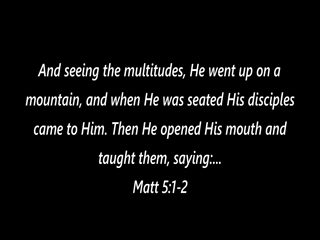 And seeing the multitudes, He went up on a
mountain, and when He was seated His disciples
came to Him. Then He opened His mouth and
taught them, saying:...
Matt 5:1-2